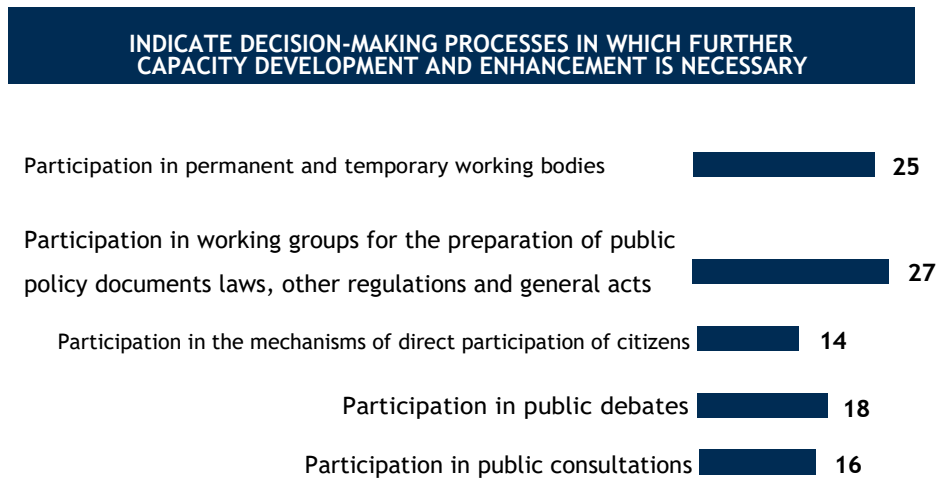 INDICATE DECISION-MAKING PROCESSES IN WHICH FURTHER
CAPACITY DEVELOPMENT AND ENHANCEMENT IS NECESSARY
Participation in permanent and temporary working bodies 25
Participation in working groups for the preparation of public
policy documents laws, other regulations and general acts 27
Participation in the mechanisms of direct participation of citizens 14
Participation in public debates 18
Participation in public consultations 16